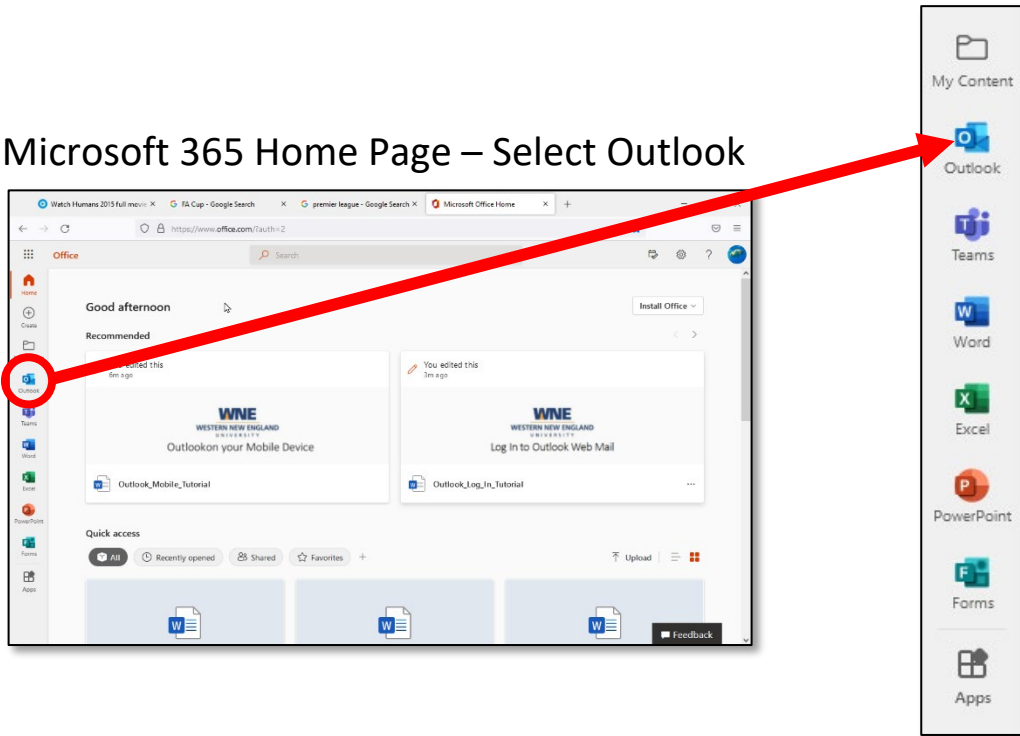 Microsoft 365 Home Page – Select Outlook
Watch Humans 2015 full movie
FA Cup - Google Search
premier league - Google Search
Microsoft Office Home
https://www.office.com/?auth=2
Office
Search
Home
Create
Outlook
Teams
Word
Excel
PowerPoint
Forms
Apps
Good afternoon
Install Office
Recommended
edited this
6m ago
WNE
WESTERN NEW ENGLAND
UNIVERSITY
Outlookon your Mobile Device
Outlook_Mobile_Tutorial
You edited this
3m ago
WNE
WESTERN NEW ENGLAND
UNIVERSITY
Log In to Outlook Web Mail
Outlook_Log_In_Tutorial
Quick access
All
Recently opened
Shared
Favorites
Upload
Feedback
My Content
Outlook
Teams
Word
Excel
PowerPoint
Forms
Apps